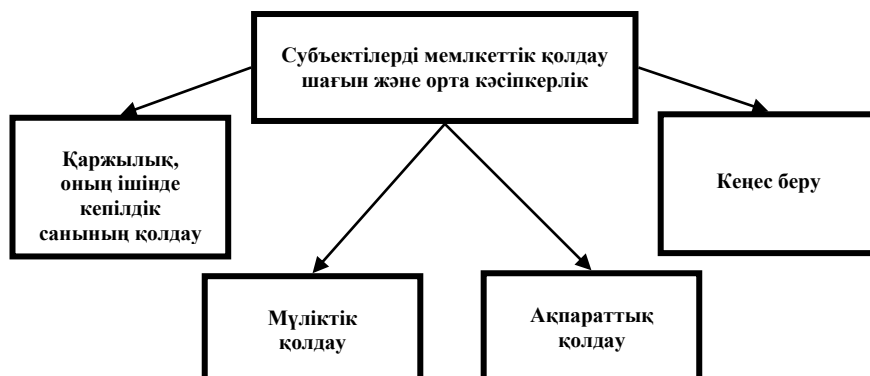 Субъектілерді мемлкеттік қолдау
шағын және орта кәсіпкерлік
Қаржылық,
оның ішінде
кепілдік
санының қолдау
Кеңес беру
Мүліктік
қолдау
Ақпараттық
қолдау